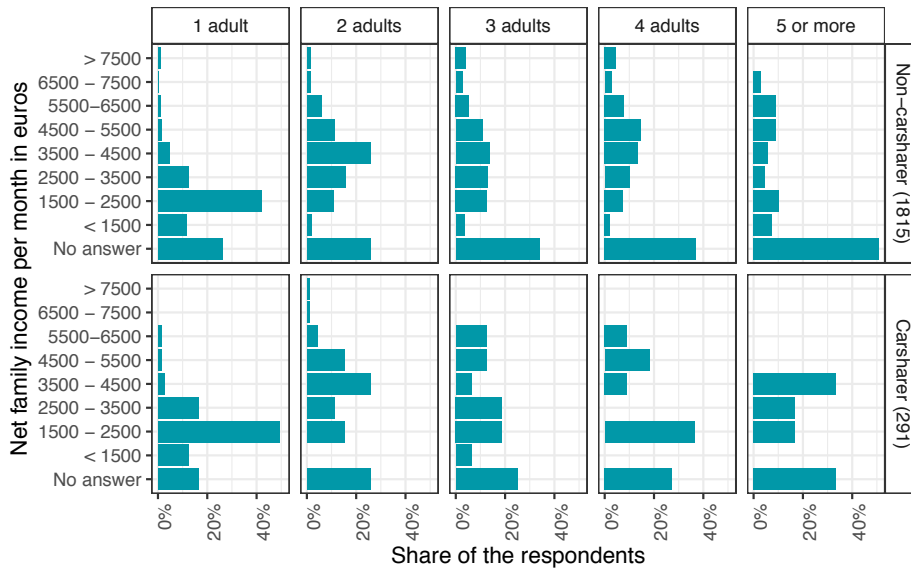 1 adult
2 adults
3 adults
4 adults
5 or more
Net family income per month in euros
> 7500
6500 − 7500
5500−6500
4500 − 5500
3500 − 4500
2500 − 3500
1500 − 2500
< 1500
No answer
Non−carsharer (1815)
> 7500
6500 − 7500
5500−6500
4500 − 5500
3500 − 4500
2500 − 3500
1500 − 2500
< 1500
No answer
Carsharer (291)
0% 20% 40% 0% 20% 40% 0% 20% 40% 0% 20% 40% 0% 20% 40%
Share of the respondents